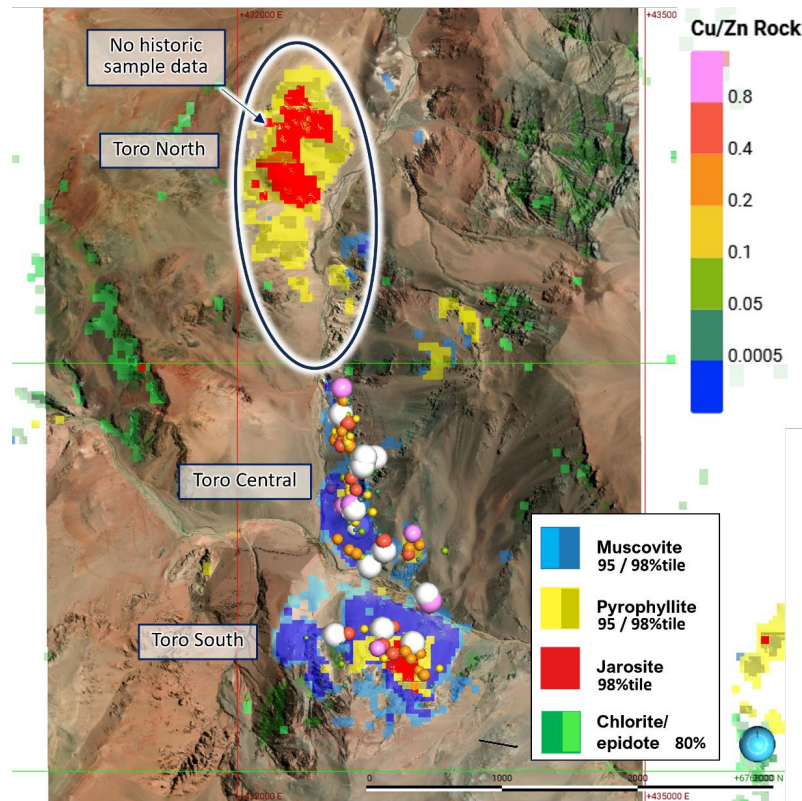 +432000 E
+43500
Cu/Zn Rock
No historic
sample data
Toro North
0.8
0.4
0.2
0.1
0.05
0.0005
Toro Central
Toro South
Muscovite
95 / 98%tile
Pyrophyllite
95 / 98%tile
Jarosite
98%tile
Chlorite/
epidote 80%
0
1000
2000
+432000 E
+435000 E